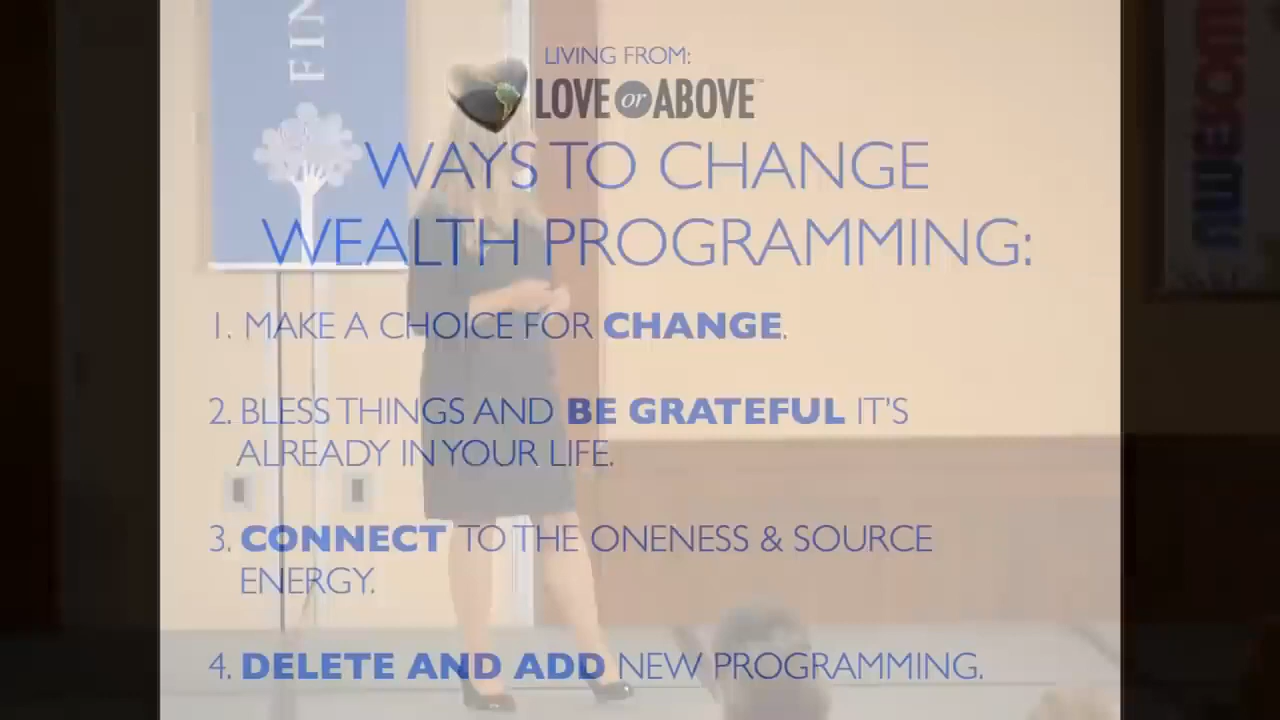 FIN
LIVING FROM:
LOVE or ABOVE™
WAYS TO CHANGE
WEALTH PROGRAMMING:
1. MAKE A CHOICE FOR CHANGE.
2. BLESS THINGS AND BE GRATEFUL IT'S
ALREADY IN YOUR LIFE.
3. CONNECT TO THE ONENESS & SOURCE
ENERGY.
4. DELETE AND ADD NEW PROGRAMMING.